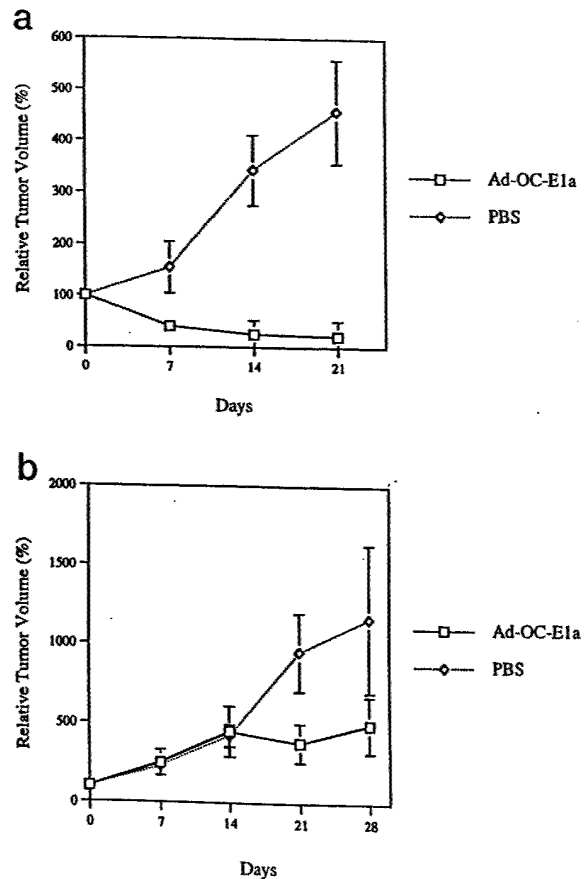 a
600
500
400
300
200
100
0
Relative Tumor Volume (%)
0 7 14 21
Days
Ad-OC-E1a
PBS
b
2000
1500
1000
500
0
Relative Tumor Volume (%)
0 7 14 21 28
Days
Ad-OC-E1a
PBS